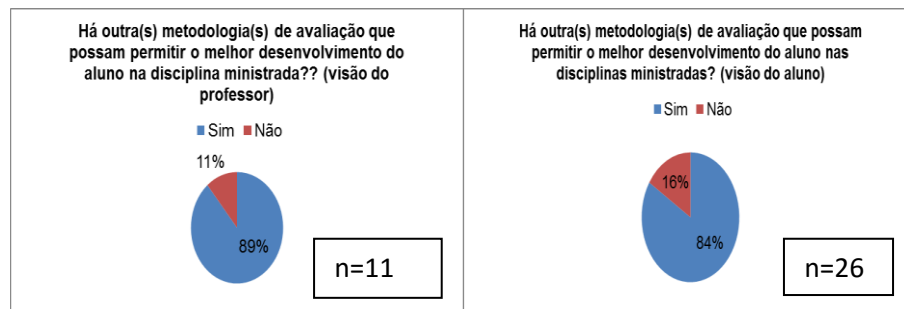 Há outra(s) metodologia(s) de avaliação que
possam permitir o melhor desenvolvimento do
aluno na disciplina ministrada?? (visão do
professor)
Sim Não
11%
89%
n=11
Há outra(s) metodologia(s) de avaliação que possam
permitir o melhor desenvolvimento do aluno nas
disciplinas ministradas? (visão do aluno)
Sim Não
16%
84%
n=26